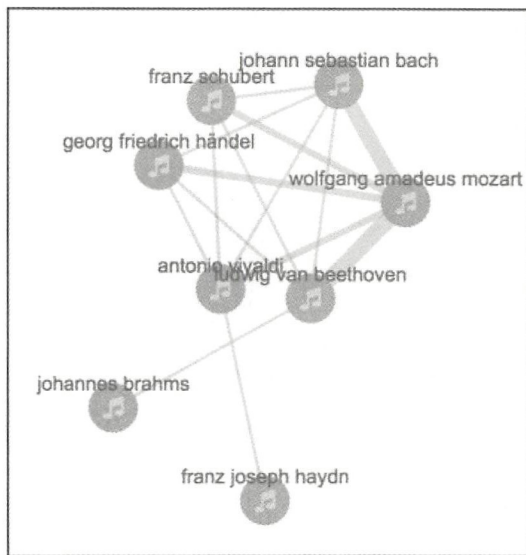 johann sebastian bach
franz schubert
georg friedrich händel
wolfgang amadeus mozart
antonio vivaldi
ludwig van beethoven
johannes brahms
franz joseph haydn